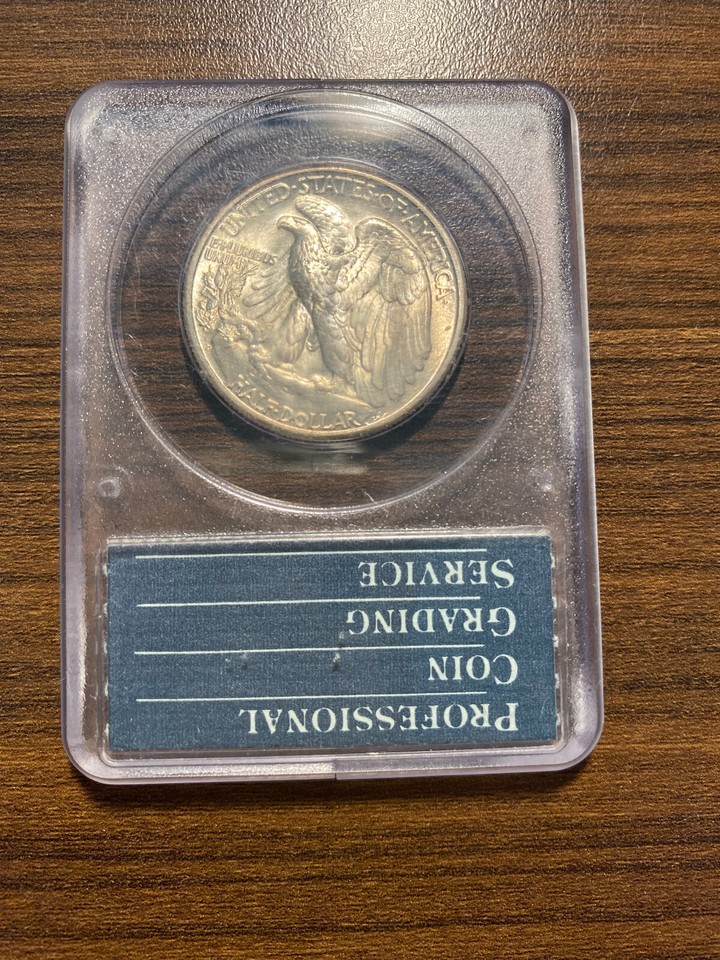 UNITED·STATES·OF·AMERICA
E PLURIBUS
UNUM
HALF·DOLLAR
PROFESSIONAL
COIN
GRADING
SERVICE